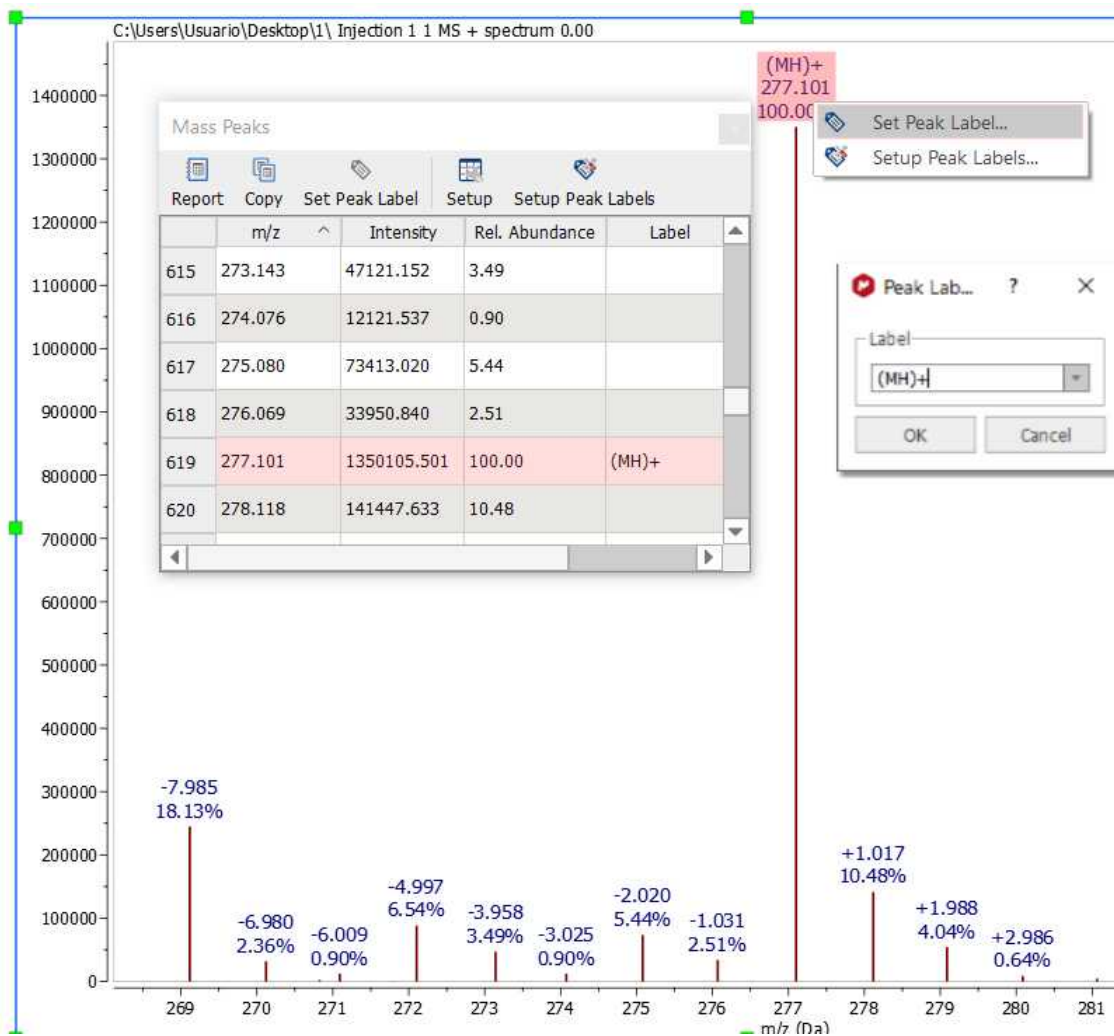 C:\Users\Usuario\Desktop\1\ Injection 1 1 MS + spectrum 0.00
(MH)+
277.101
Set Peak Label...
Setup Peak Labels...
Mass Peaks
Report Copy Set Peak Label Setup Setup Peak Labels
m/z Intensity Rel. Abundance Label
615 273.143 47121.152 3.49
616 274.076 12121.537 0.90
617 275.080 73413.020 5.44
618 276.069 33950.840 2.51
619 277.101 1350105.501 100.00 (MH)+
620 278.118 141447.633 10.48
Peak Lab... ? ×
Label
(MH)+
OK Cancel
1400000
1300000
1200000
1100000
1000000
900000
800000
700000
600000
500000
400000
300000
200000
100000
0
-7.985
18.13%
-6.980
2.36%
-6.009
0.90%
-4.997
6.54%
-3.958
3.49%
-3.025
0.90%
-2.020
5.44%
-1.031
2.51%
+1.017
10.48%
+1.988
4.04%
+2.986
0.64%
269 270 271 272 273 274 275 276 277 278 279 280 281
m/z (Da)